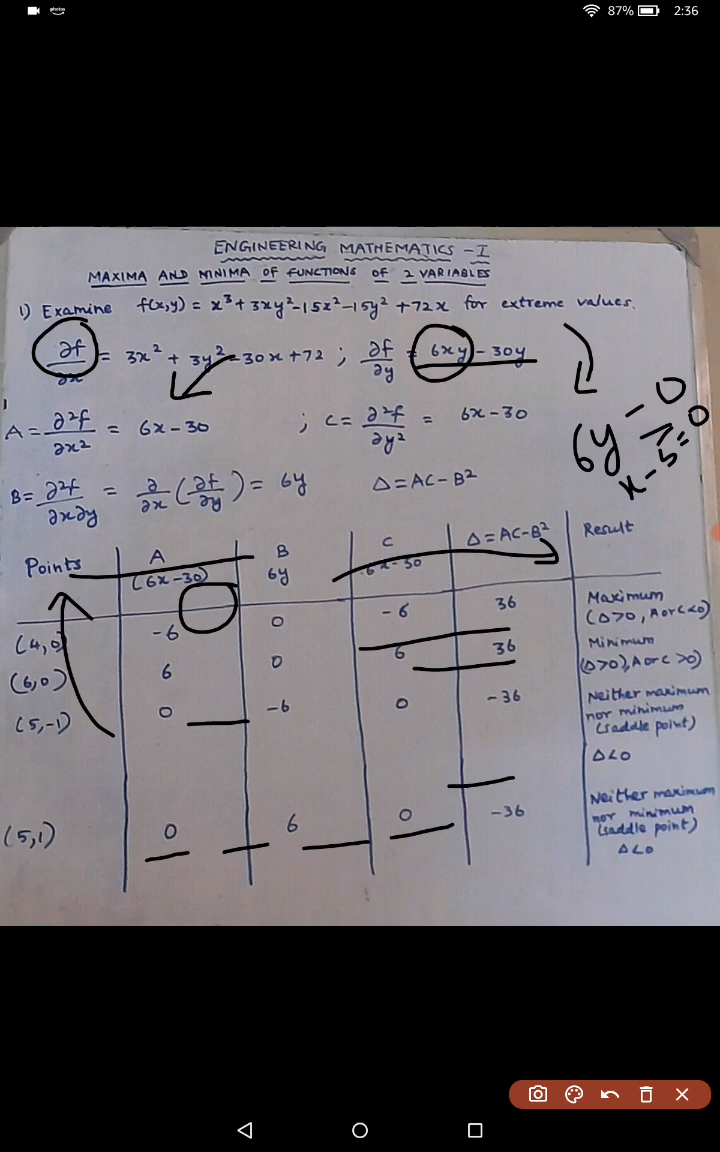 photos
87%
2:36
ENGINEERING MATHEMATICS - I
MAXIMA AND MINIMA OF FUNCTIONS OF 2 VARIABLES
1) Examine f(x,y) = x³ + 3xy² - 15x² - 15y² + 72x for extreme values.
∂f/∂x = 3x² + 3y² - 30x + 72 ; ∂f/∂y = 6xy - 30y
A = ∂²f/∂x² = 6x - 30 ; C = ∂²f/∂y² = 6x - 30
6y = 0
x - 5 = 0
B = ∂²f/∂x∂y = ∂/∂x (∂f/∂y) = 6y Δ = AC - B²
Points A (6x - 30) B 6y C 6x - 30 Δ = AC - B² Result
(4,0) -6 0 -6 36 Maximum (Δ>0, A or C<0)
(6,0) 6 0 6 36 Minimum (Δ>0), A or C >0)
(5,-1) 0 -6 0 -36 Neither maximum
nor minimum
(saddle point)
Δ<0
(5,1) 0 6 0 -36 Neither maximum
nor minimum
(saddle point)
Δ<0